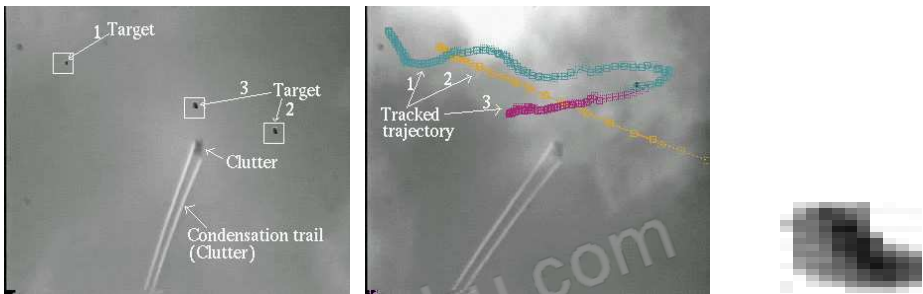 1 Target
3 Target
2
Clutter
Condensation trail
(Clutter)
1 2
Tracked 3
trajectory
.com